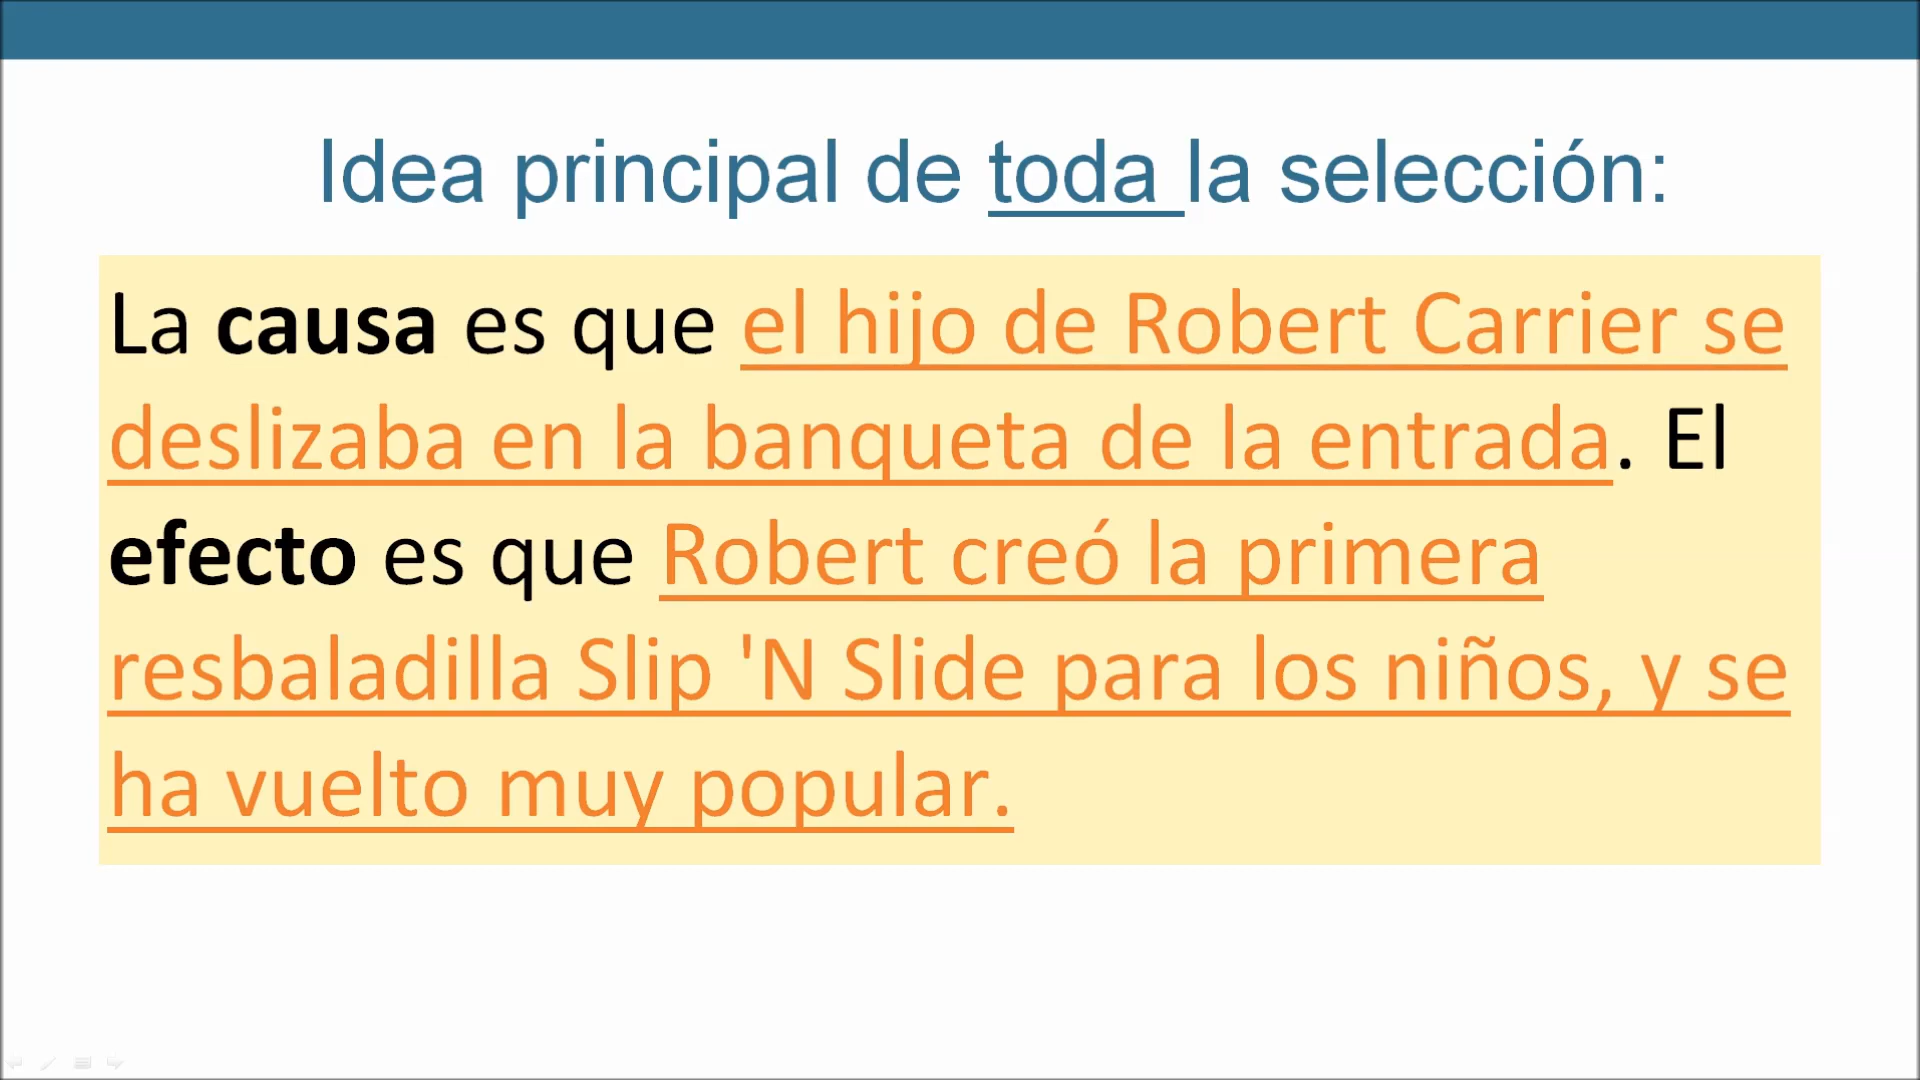 Idea principal de toda la selección:
La causa es que el hijo de Robert Carrier se
deslizaba en la banqueta de la entrada. El
efecto es que Robert creó la primera
resbaladilla Slip 'N Slide para los niños, y se
ha vuelto muy popular.